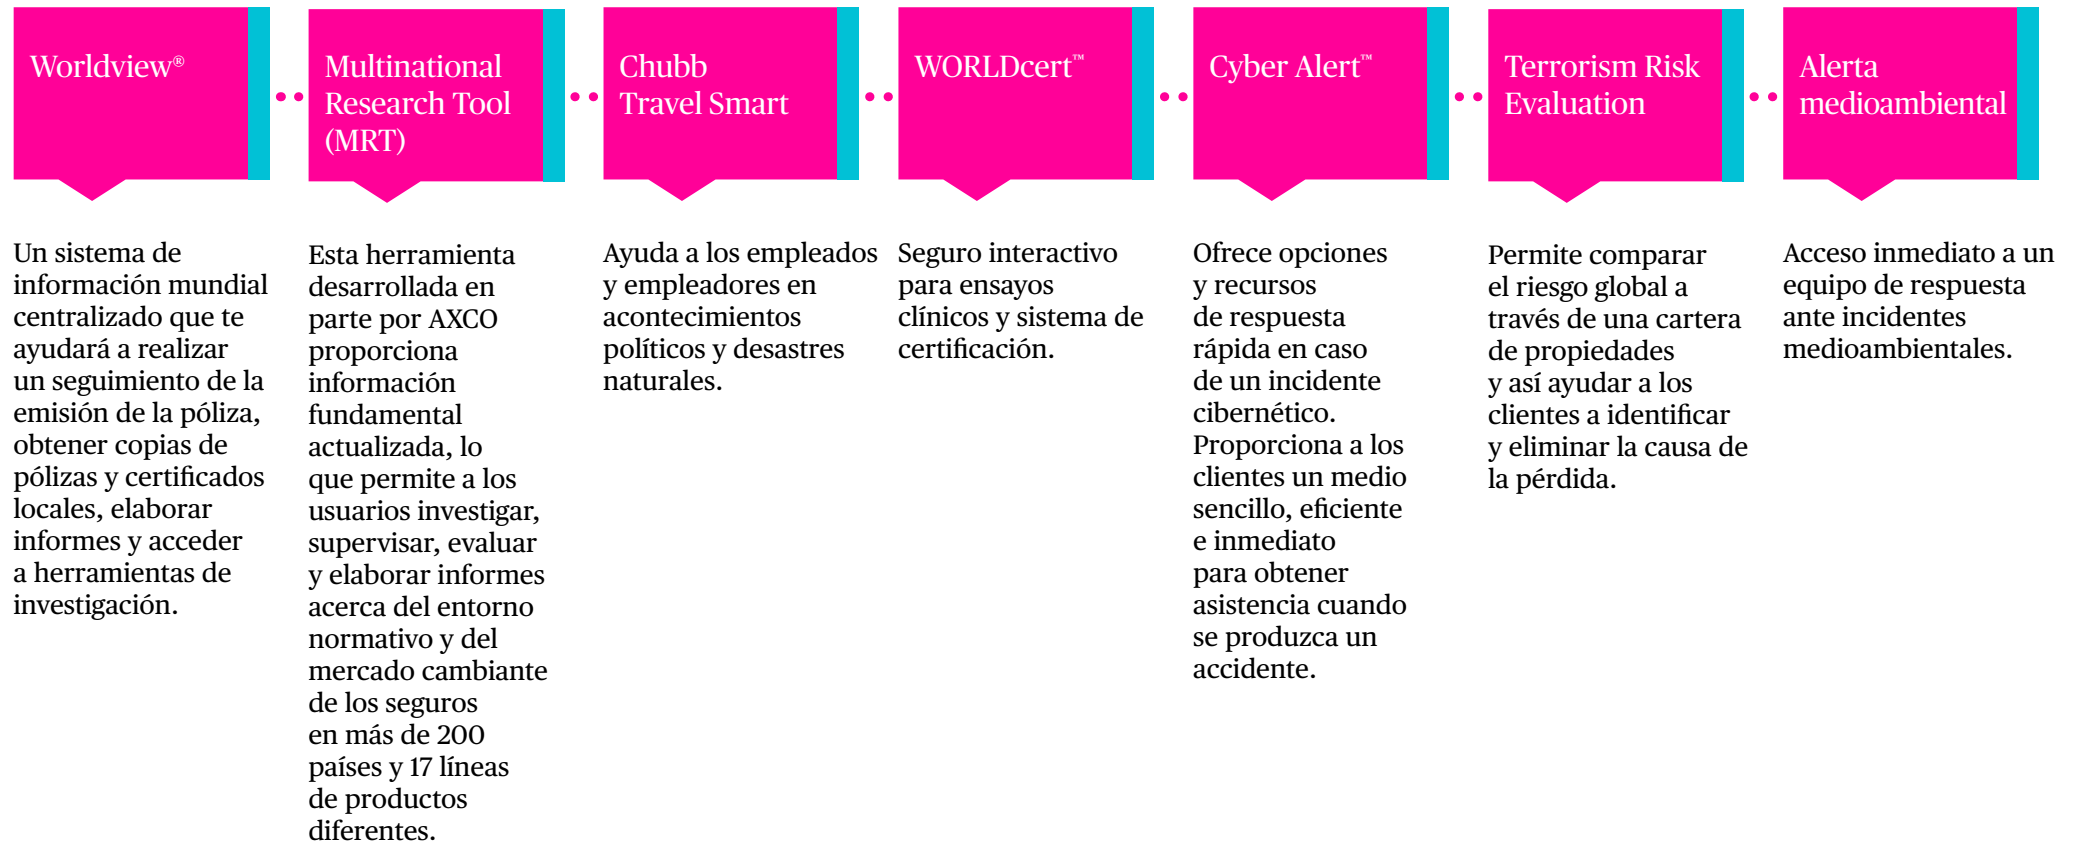 Worldview®
Un sistema de
información mundial
centralizado que te
ayudará a realizar
un seguimiento de la
emisión de la póliza,
obtener copias de
pólizas y certificados
locales, elaborar
informes y acceder
a herramientas de
investigación.
Multinational
Research Tool
(MRT)
Esta herramienta
desarrollada en
parte por AXCO
proporciona
información
fundamental
actualizada, lo
que permite a los
usuarios investigar,
supervisar, evaluar
y elaborar informes
acerca del entorno
normativo y del
mercado cambiante
de los seguros
en más de 200
países y 17 líneas
de productos
diferentes.
Chubb
Travel Smart
Ayuda a los empleados
y empleadores en
acontecimientos
políticos y desastres
naturales.
WORLDcert™
Seguro interactivo
para ensayos
clínicos y sistema de
certificación.
Cyber Alert™
Ofrece opciones
y recursos
de respuesta
rápida en caso
de un incidente
cibernético.
Proporciona a los
clientes un medio
sencillo, eficiente
e inmediato
para obtener
asistencia cuando
se produzca un
accidente.
Terrorism Risk
Evaluation
Permite comparar
el riesgo global a
través de una cartera
de propiedades
y así ayudar a los
clientes a identificar
y eliminar la causa de
la pérdida.
Alerta
medioambiental
Acceso inmediato a un
equipo de respuesta
ante incidentes
medioambientales.